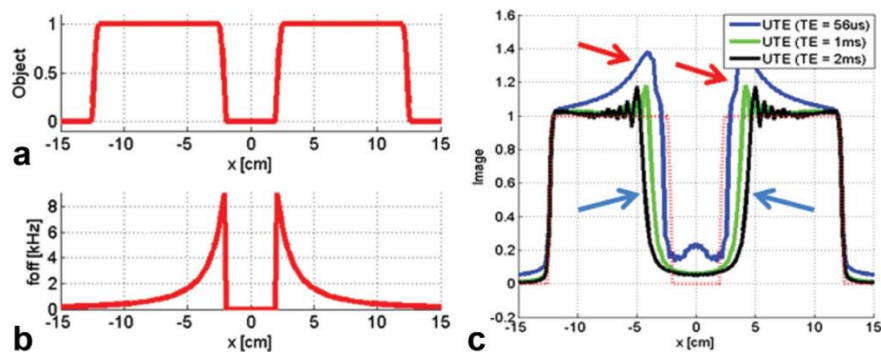 Object
1
0.5
0
-15 -10 -5 0 5 10 15
x [cm]
a
foff [kHz]
8
6
4
2
0
-15 -10 -5 0 5 10 15
x [cm]
b
1.6
1.4
1.2
1
0.8
0.6
0.4
0.2
0
-0.2
Image
UTE (TE = 56us)
UTE (TE = 1ms)
UTE (TE = 2ms)
-15 -10 -5 0 5 10 15
x [cm]
c